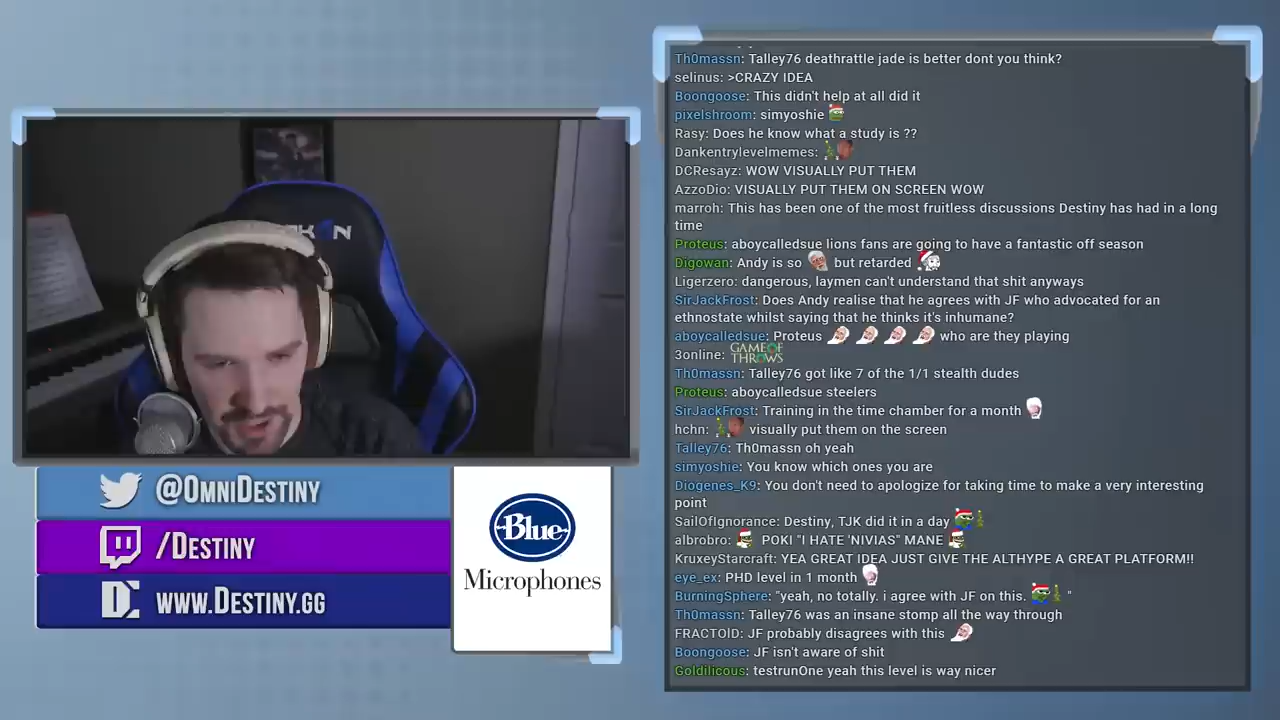 Th0massn: Talley76 deathrattle jade is better dont you think?
selinus: >CRAZY IDEA
Boongoose: This didn't help at all did it
pixelshroom: simyoshie
Rasy: Does he know what a study is ??
Dankentrylevelmemes:
DCResayz: WOW VISUALLY PUT THEM
AzzoDio: VISUALLY PUT THEM ON SCREEN WOW
marroh: This has been one of the most fruitless discussions Destiny has had in a long
time
Proteus: aboycalledsue lions fans are going to have a fantastic off season
Digowan: Andy is so but retarded
Ligerzero: dangerous, laymen can't understand that shit anyways
SirJackFrost: Does Andy realise that he agrees with JF who advocated for an
ethnostate whilst saying that he thinks it's inhumane?
aboycalledsue: Proteus who are they playing
3online: GAME OF THROWS
Th0massn: Talley76 got like 7 of the 1/1 stealth dudes
Proteus: aboycalledsue steelers
SirJackFrost: Training in the time chamber for a month
hchn: visually put them on the screen
Talley76: Th0massn oh yeah
simyoshie: You know which ones you are
Diogenes_K9: You don't need to apologize for taking time to make a very interesting
point
SailOfIgnorance: Destiny, TJK did it in a day
albrobro: POKI "I HATE 'NIVIAS" MANE
KruxeyStarcraft: YEA GREAT IDEA JUST GIVE THE ALTHYPE A GREAT PLATFORM!!
eye_ex: PHD level in 1 month
BurningSphere: "yeah, no totally. i agree with JF on this. "
Th0massn: Talley76 was an insane stomp all the way through
FRACTOID: JF probably disagrees with this
Boongoose: JF isn't aware of shit
Goldilicous: testrunOne yeah this level is way nicer
@OmniDestiny
/Destiny
www.Destiny.gg
Blue
Microphones